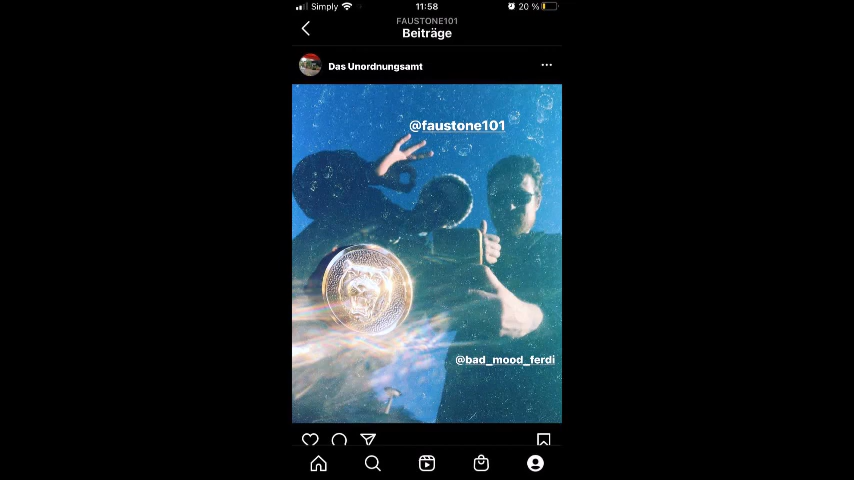 Simply 11:58 20 %
FAUSTONE101
Beiträge
Das Unordnungsamt
@faustone101
@bad_mood_ferdi